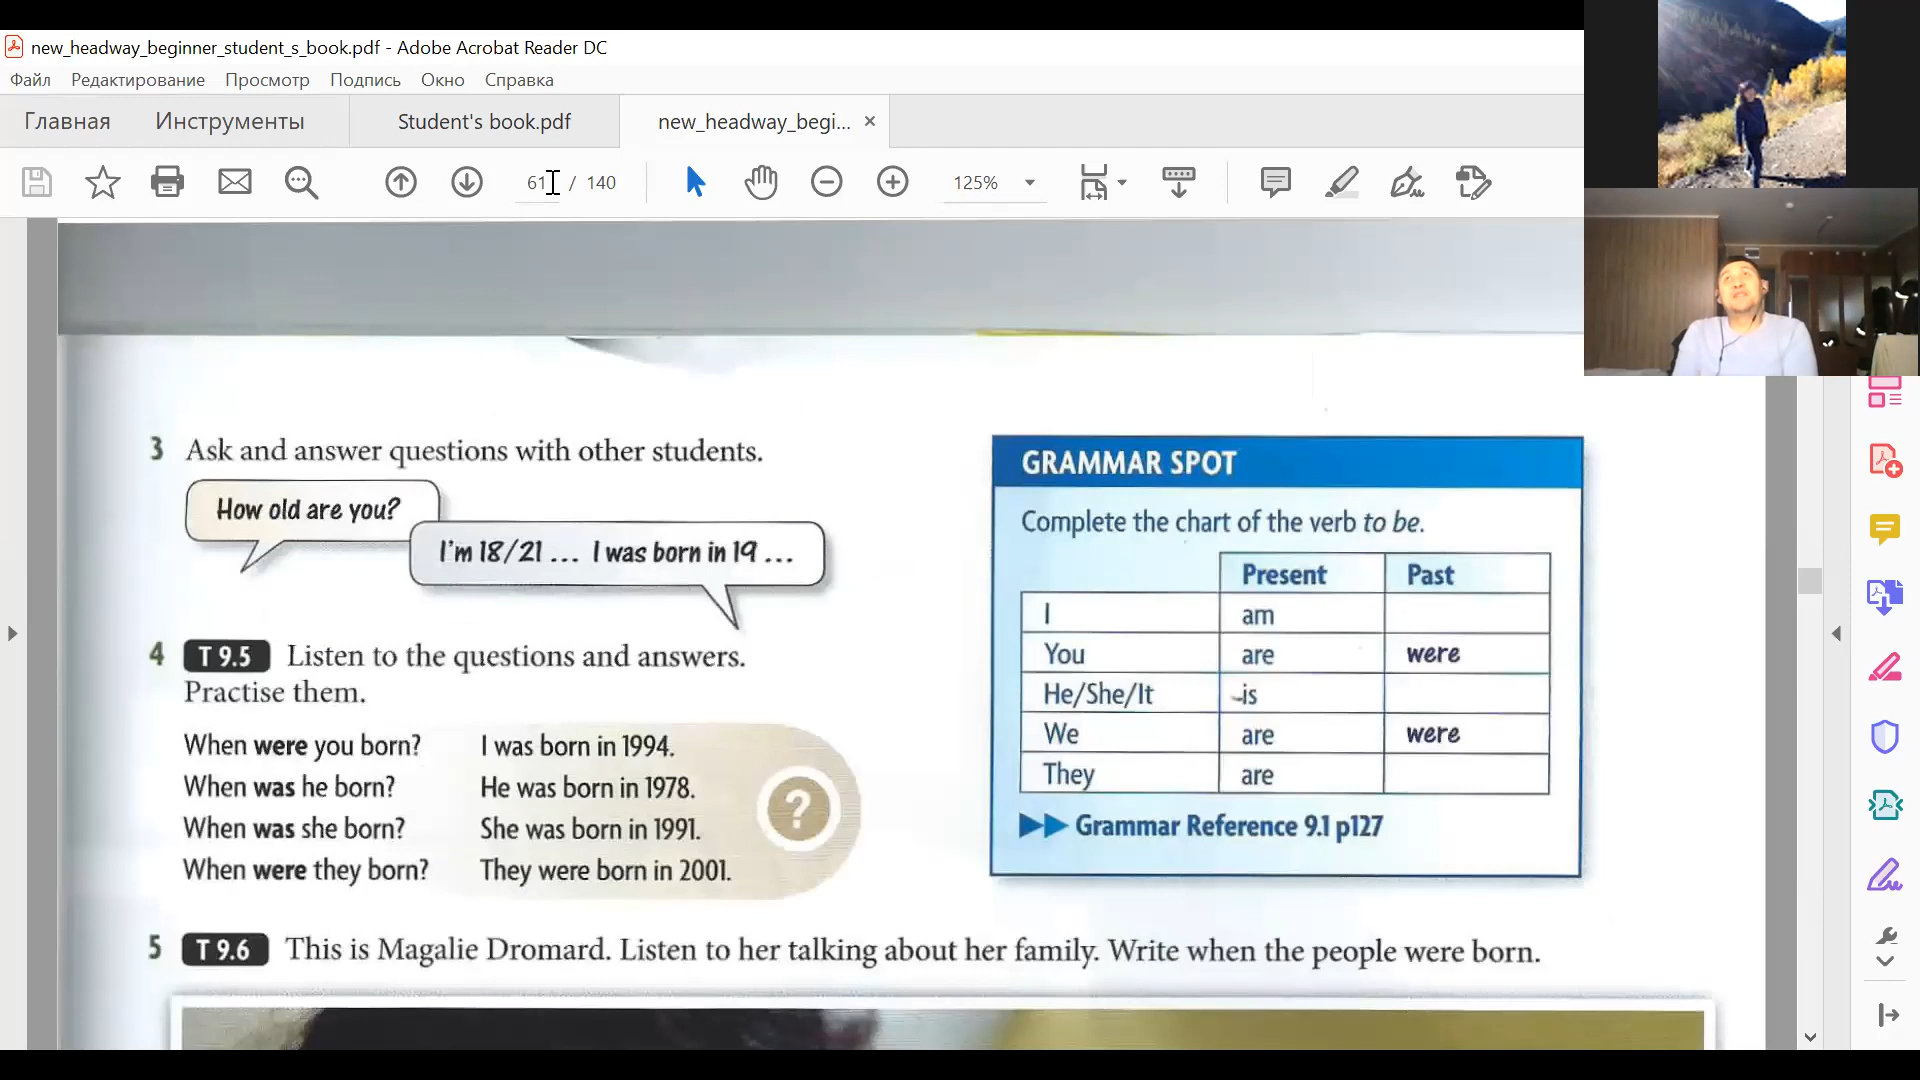 new_headway_beginner_student_s_book.pdf - Adobe Acrobat Reader DC
Файл Редактирование Просмотр Подпись Окно Справка
Главная Инструменты Student's book.pdf new_headway_begi... ×
61 / 140 125%
3 Ask and answer questions with other students.
How old are you?
I'm 18/21 ... I was born in 19 ...
4 T 9.5 Listen to the questions and answers.
Practise them.
When were you born? I was born in 1994.
When was he born? He was born in 1978.
When was she born? She was born in 1991.
When were they born? They were born in 2001.
?
GRAMMAR SPOT
Complete the chart of the verb to be.
Present Past
I am
You are were
He/She/It is
We are were
They are
Grammar Reference 9.1 p127
5 T 9.6 This is Magalie Dromard. Listen to her talking about her family. Write when the people were born.